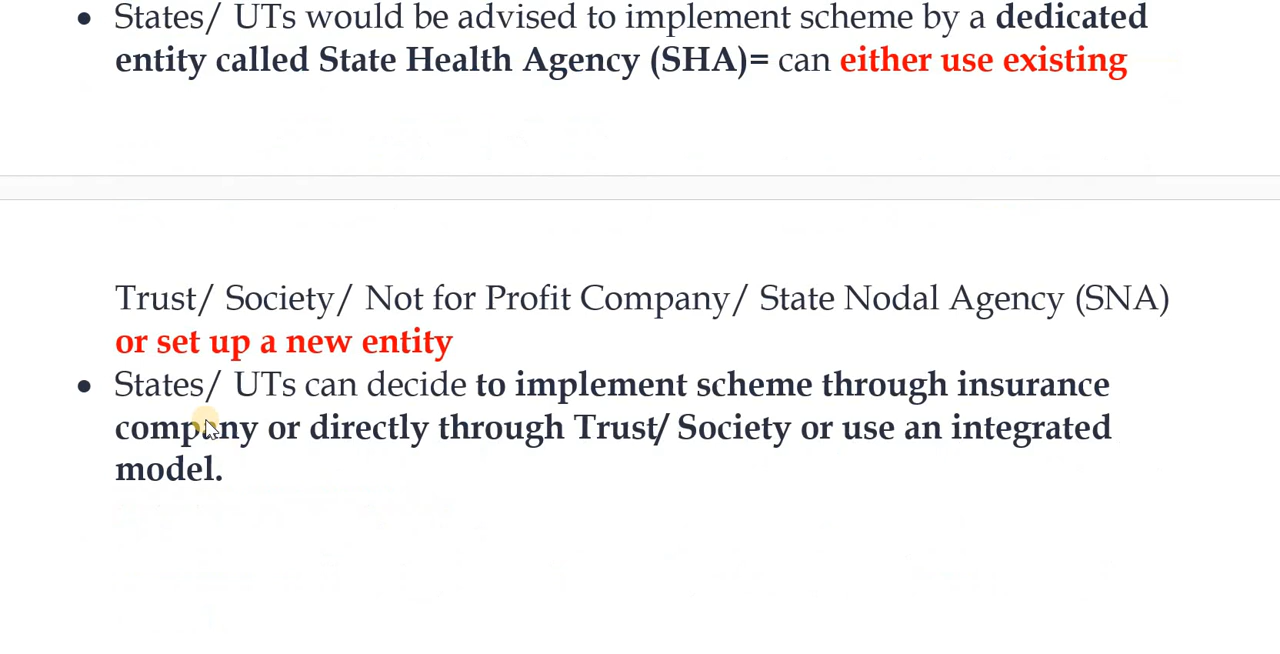 • States/ UTs would be advised to implement scheme by a dedicated
entity called State Health Agency (SHA)= can either use existing
Trust/ Society/ Not for Profit Company/ State Nodal Agency (SNA)
or set up a new entity
• States/ UTs can decide to implement scheme through insurance
company or directly through Trust/ Society or use an integrated
model.